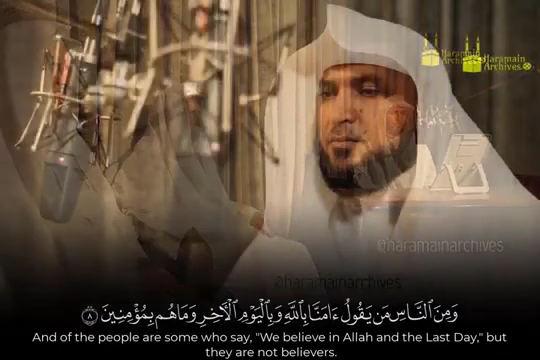 Haramain
Archives
Haramain
Archives
@haramainarchives
@haramainarchives
وَمِنَ ٱلنَّاسِ مَن يَقُولُ ءَامَنَّا بِٱللَّهِ وَبِٱلْيَوْمِ ٱلْءَاخِرِ وَمَا هُم بِمُؤْمِنِينَ ٨
And of the people are some who say, "We believe in Allah and the Last Day," but
they are not believers.